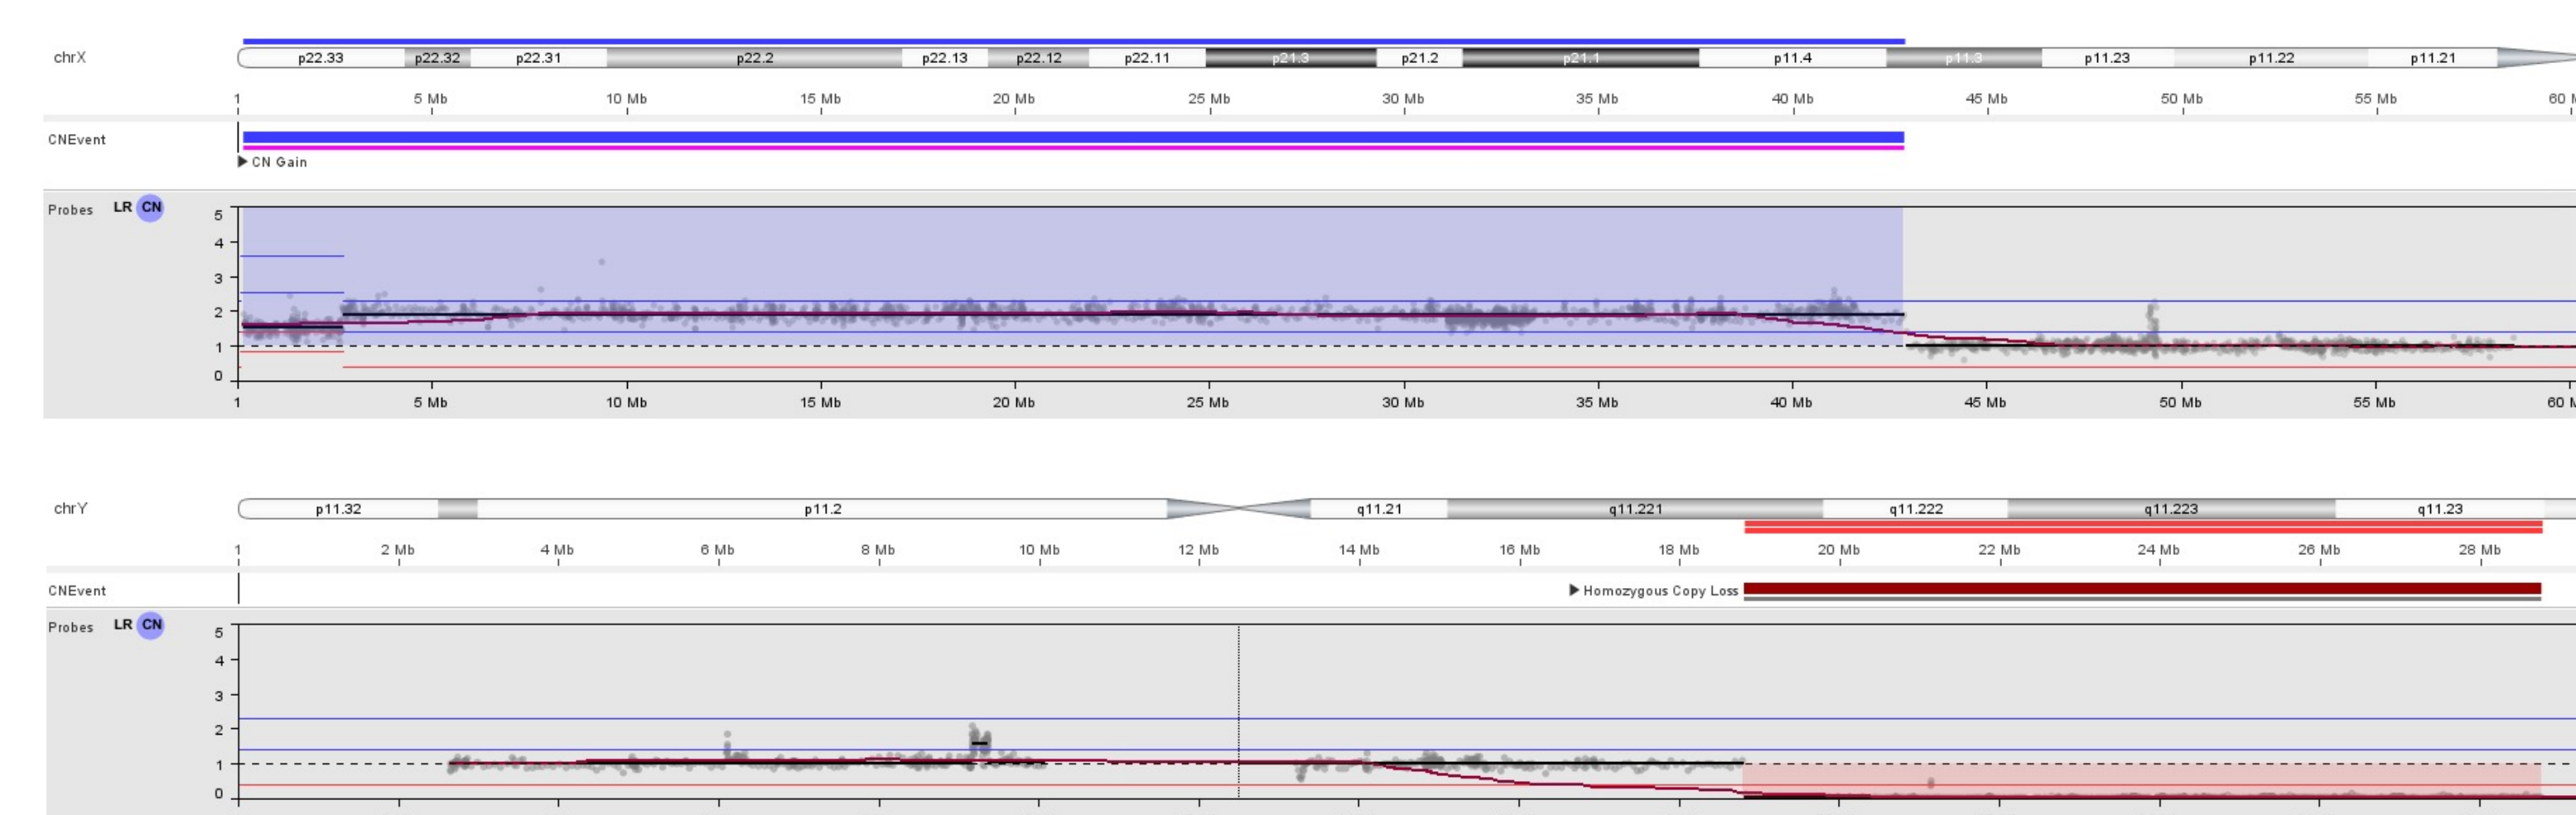 chrX p22.33 p22.32 p22.31 p22.2 p22.13 p22.12 p22.11 p21.3 p21.2 p21.1 p11.4 p11.3 p11.23 p11.22 p11.21
1 5 Mb 10 Mb 15 Mb 20 Mb 25 Mb 30 Mb 35 Mb 40 Mb 45 Mb 50 Mb 55 Mb 60
CNEvent
CN Gain
Probes LR CN
5
4
3
2
1
0
1 5 Mb 10 Mb 15 Mb 20 Mb 25 Mb 30 Mb 35 Mb 40 Mb 45 Mb 50 Mb 55 Mb 60
chrY p11.32 p11.2 q11.21 q11.221 q11.222 q11.223 q11.23
1 2 Mb 4 Mb 6 Mb 8 Mb 10 Mb 12 Mb 14 Mb 16 Mb 18 Mb 20 Mb 22 Mb 24 Mb 26 Mb 28 Mb
CNEvent Homozygous Copy Loss
Probes LR CN
5
4
3
2
1
0